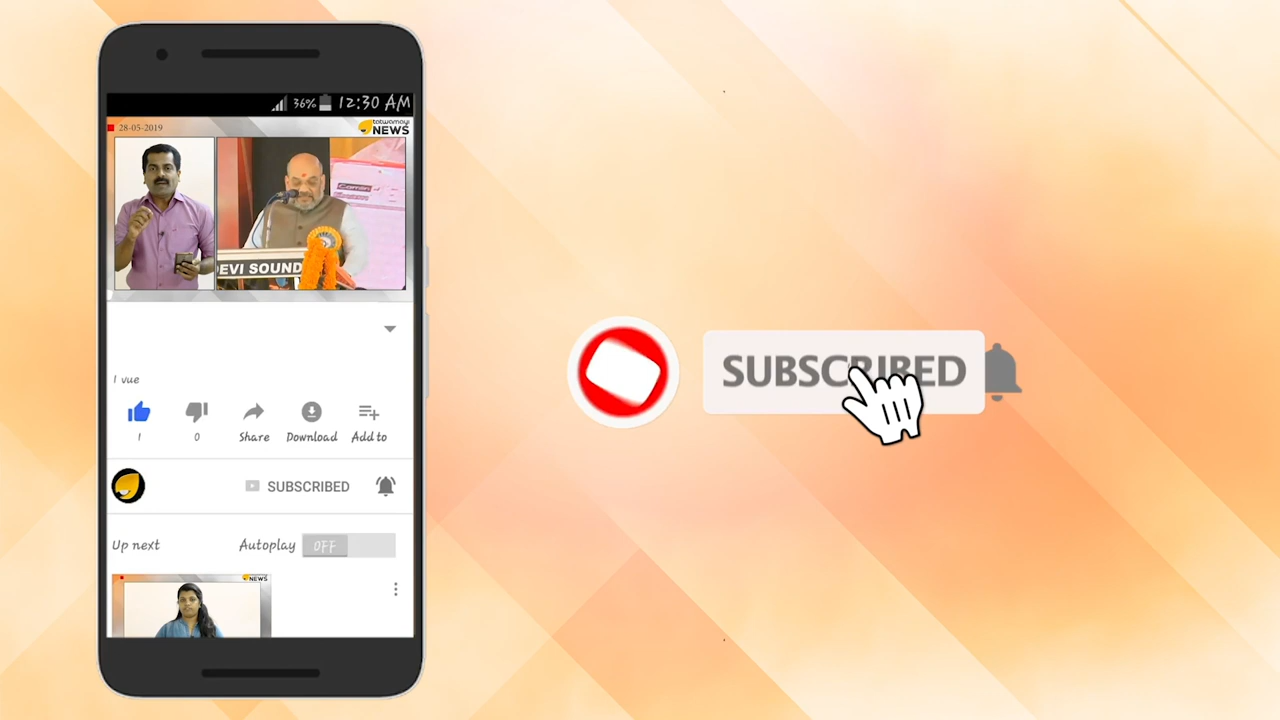 36% 12:30 AM
28-05-2019
tatwamayi
NEWS
DEVI SOUND
1 vue
1
0
Share
Download
Add to
SUBSCRIBED
Up next
Autoplay
OFF
NEWS
SUBSCRIBED